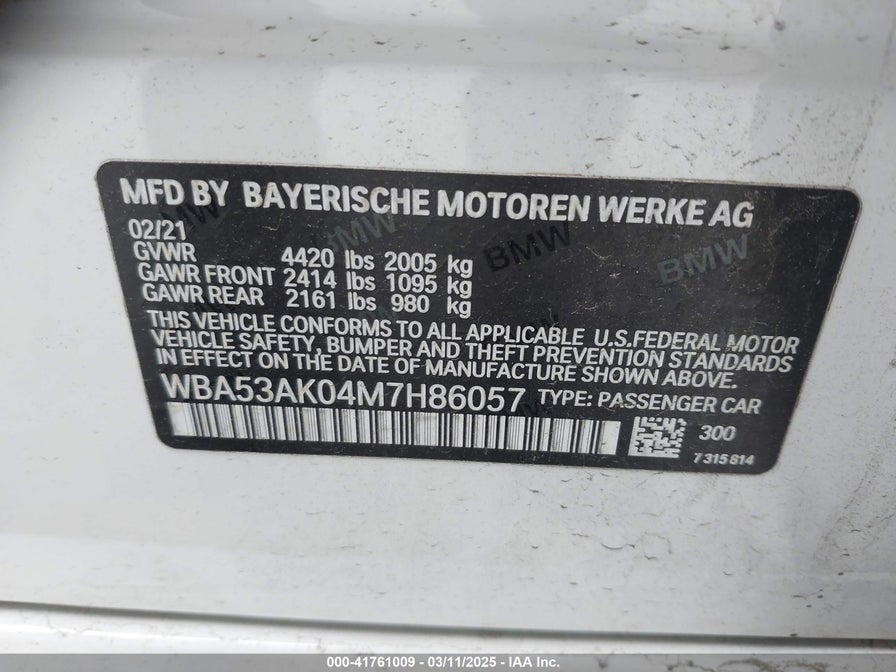 MFD BY BAYERISCHE MOTOREN WERKE AG
02/21
GVWR 4420 lbs 2005 kg
GAWR FRONT 2414 lbs 1095 kg
GAWR REAR 2161 lbs 980 kg
THIS VEHICLE CONFORMS TO ALL APPLICABLE U.S.FEDERAL MOTOR
VEHICLE SAFETY, BUMPER AND THEFT PREVENTION STANDARDS
IN EFFECT ON THE DATE OF MANUFACTURE SHOWN ABOVE.
WBA53AK04M7H86057 TYPE: PASSENGER CAR
300
7 315 814
BMW
BMW
BMW
BMW
000-41761009 - 03/11/2025 - IAA Inc.